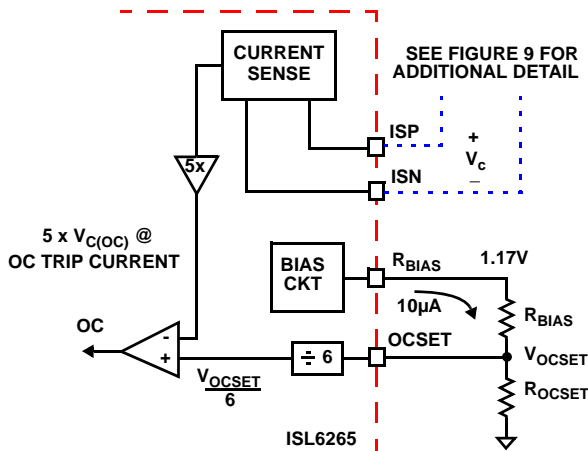 CURRENT
SENSE
SEE FIGURE 9 FOR
ADDITIONAL DETAIL
ISP
+
Vc
–
ISN
5x
5 x VC(OC) @
OC TRIP CURRENT
BIAS
CKT
RBIAS
1.17V
10µA
RBIAS
OC
-
+
÷ 6
OCSET
VOCSET
VOCSET
6
ROCSET
ISL6265